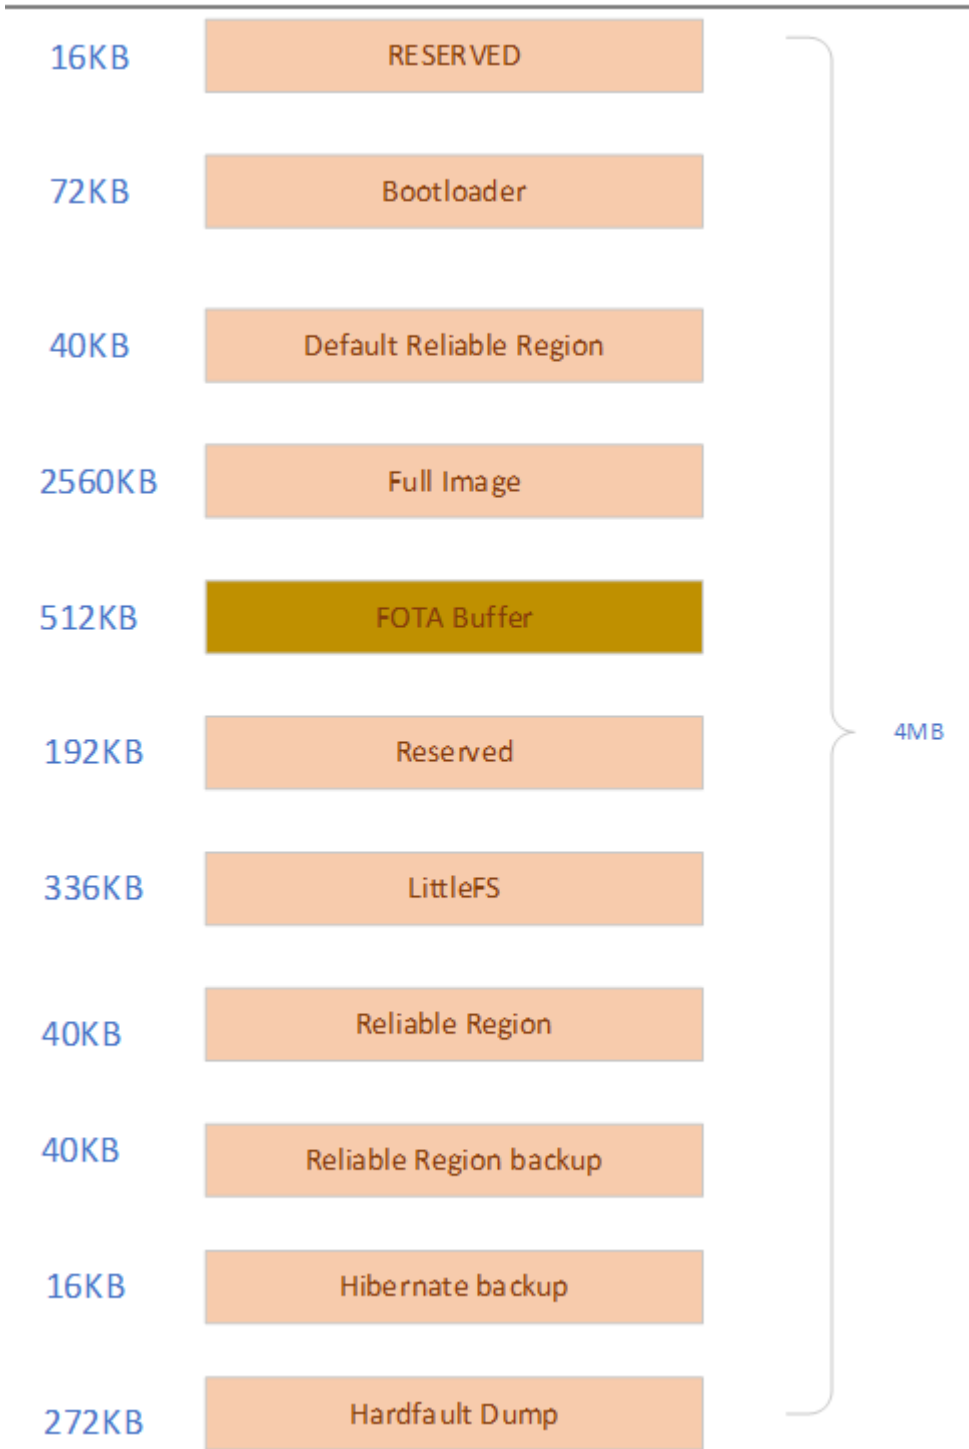 16KB RESERVED
72KB Bootloader
40KB Default Reliable Region
2560KB Full Image
512KB FOTA Buffer
192KB Reserved
4MB
336KB LittleFS
40KB Reliable Region
40KB Reliable Region backup
16KB Hibernate backup
272KB Hardfault Dump